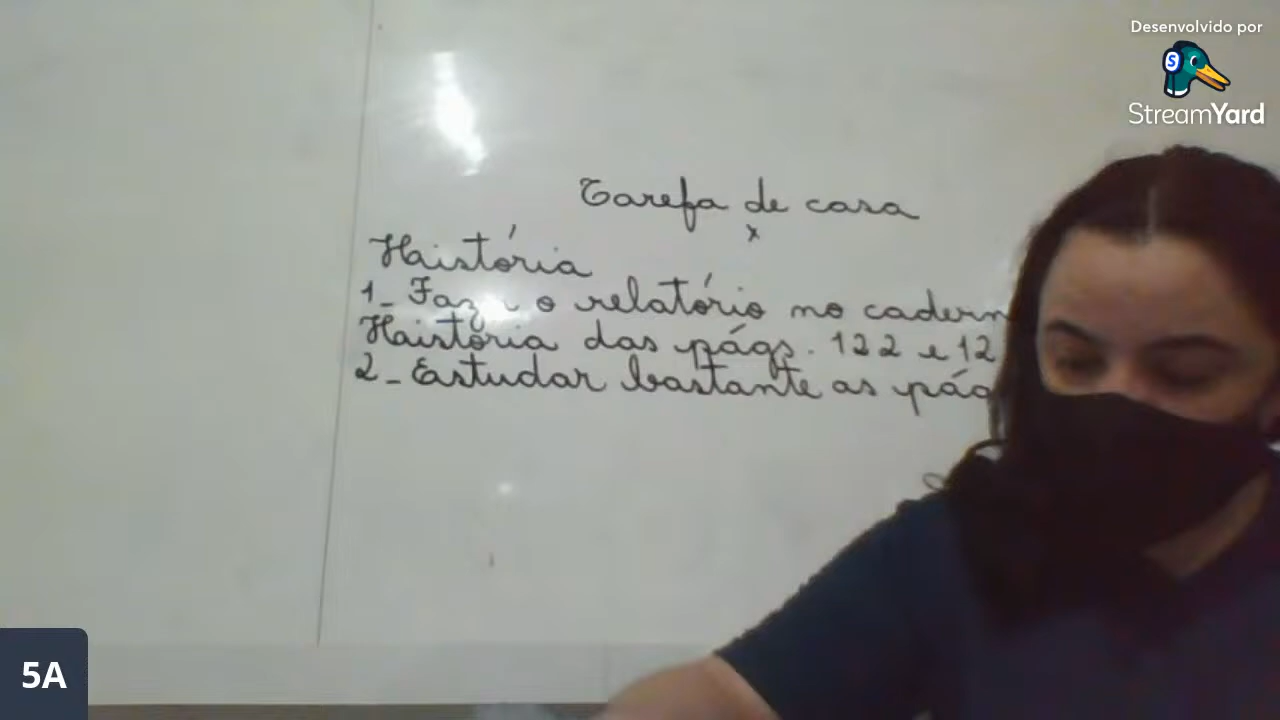 Desenvolvido por
StreamYard
Tarefa de casa
x
História
1- Fazer o relatório no
História das págs. 122 e
2- Estudar bastante as
5A